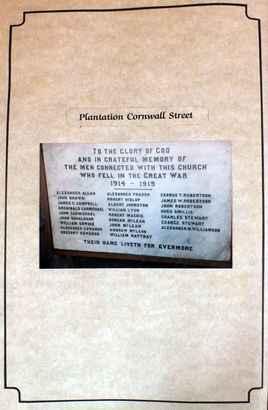 Plantation Cornwall Street
TO THE GLORY OF GOD
AND IN GRATEFUL MEMORY OF
THE MEN CONNECTED WITH THIS CHURCH
WHO FELL IN THE GREAT WAR
1914 – 1919
ALEXANDER ALLAN
JOHN BROWN
JAMES C. CAMPBELL
ARCHIBALD CARMICHAEL
JOHN CARMICHAEL
JOHN DONALDSON
WILLIAM DOWNIE
ALEXANDER EDWARDS
GREGORY EDWARDS
ALEXANDER FRASER
ROBERT HISLOP
ALBERT JOHNSTON
WILLIAM LYON
ROBERT MACKIE
DUNCAN McLEAN
JOHN McLEAN
ANDREW McLEOD
WILLIAM RATTRAY
GEORGE T. ROBERTSON
JAMES W. ROBERTSON
JOHN ROBERTSON
HUGH SMILLIE
CHARLES STEWART
GEORGE STEWART
ALEXANDER M. WILLIAMSON
THEIR NAME LIVETH FOR EVERMORE